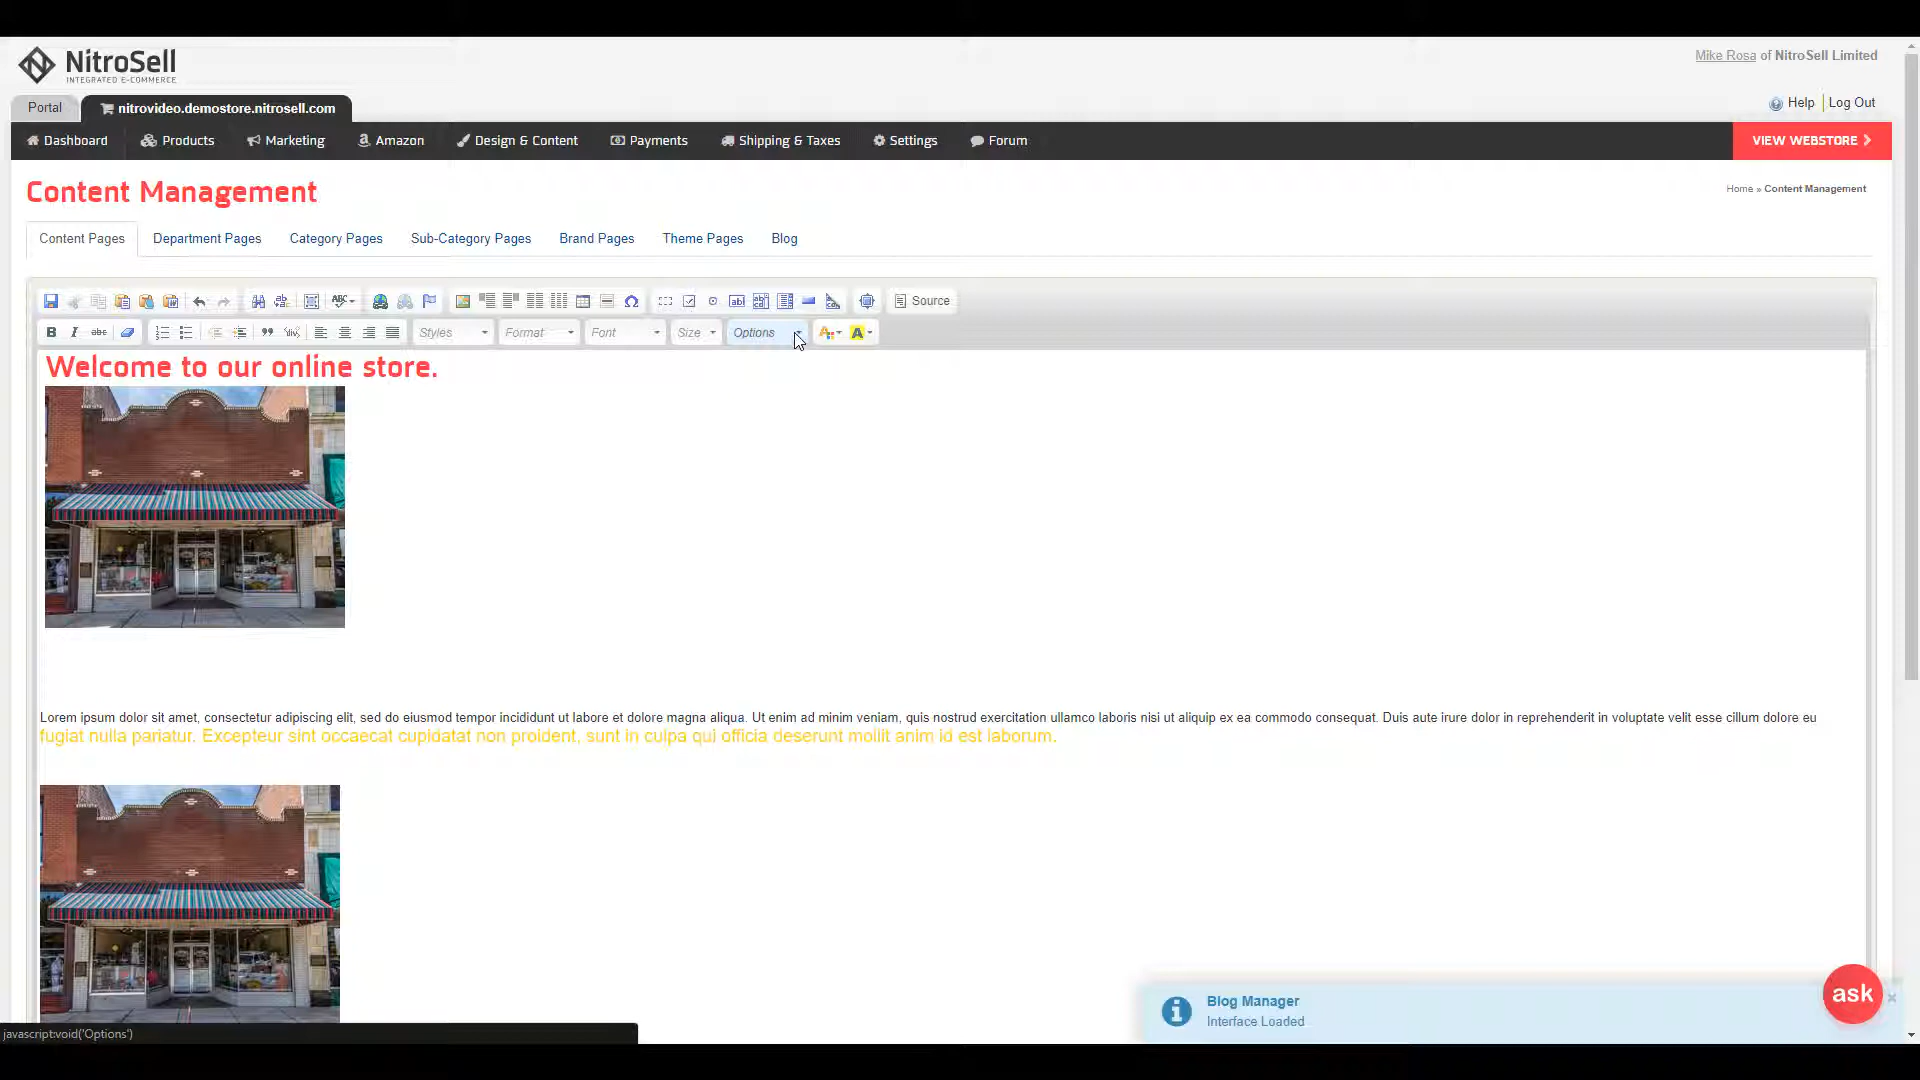 NitroSell
INTEGRATED E-COMMERCE
Mike Rosa of NitroSell Limited
Portal
nitrovideo.demostore.nitrosell.com
Help
Log Out
Dashboard
Products
Marketing
Amazon
Design & Content
Payments
Shipping & Taxes
Settings
Forum
VIEW WEBSTORE
Content Management
Home » Content Management
Content Pages
Department Pages
Category Pages
Sub-Category Pages
Brand Pages
Theme Pages
Blog
Source
Styles
Format
Font
Size
Options
Welcome to our online store.
Lorem ipsum dolor sit amet, consectetur adipiscing elit, sed do eiusmod tempor incididunt ut labore et dolore magna aliqua. Ut enim ad minim veniam, quis nostrud exercitation ullamco laboris nisi ut aliquip ex ea commodo consequat. Duis aute irure dolor in reprehenderit in voluptate velit esse cillum dolore eu
fugiat nulla pariatur. Excepteur sint occaecat cupidatat non proident, sunt in culpa qui officia deserunt mollit anim id est laborum.
Blog Manager
Interface Loaded
ask
javascript:void('Options')